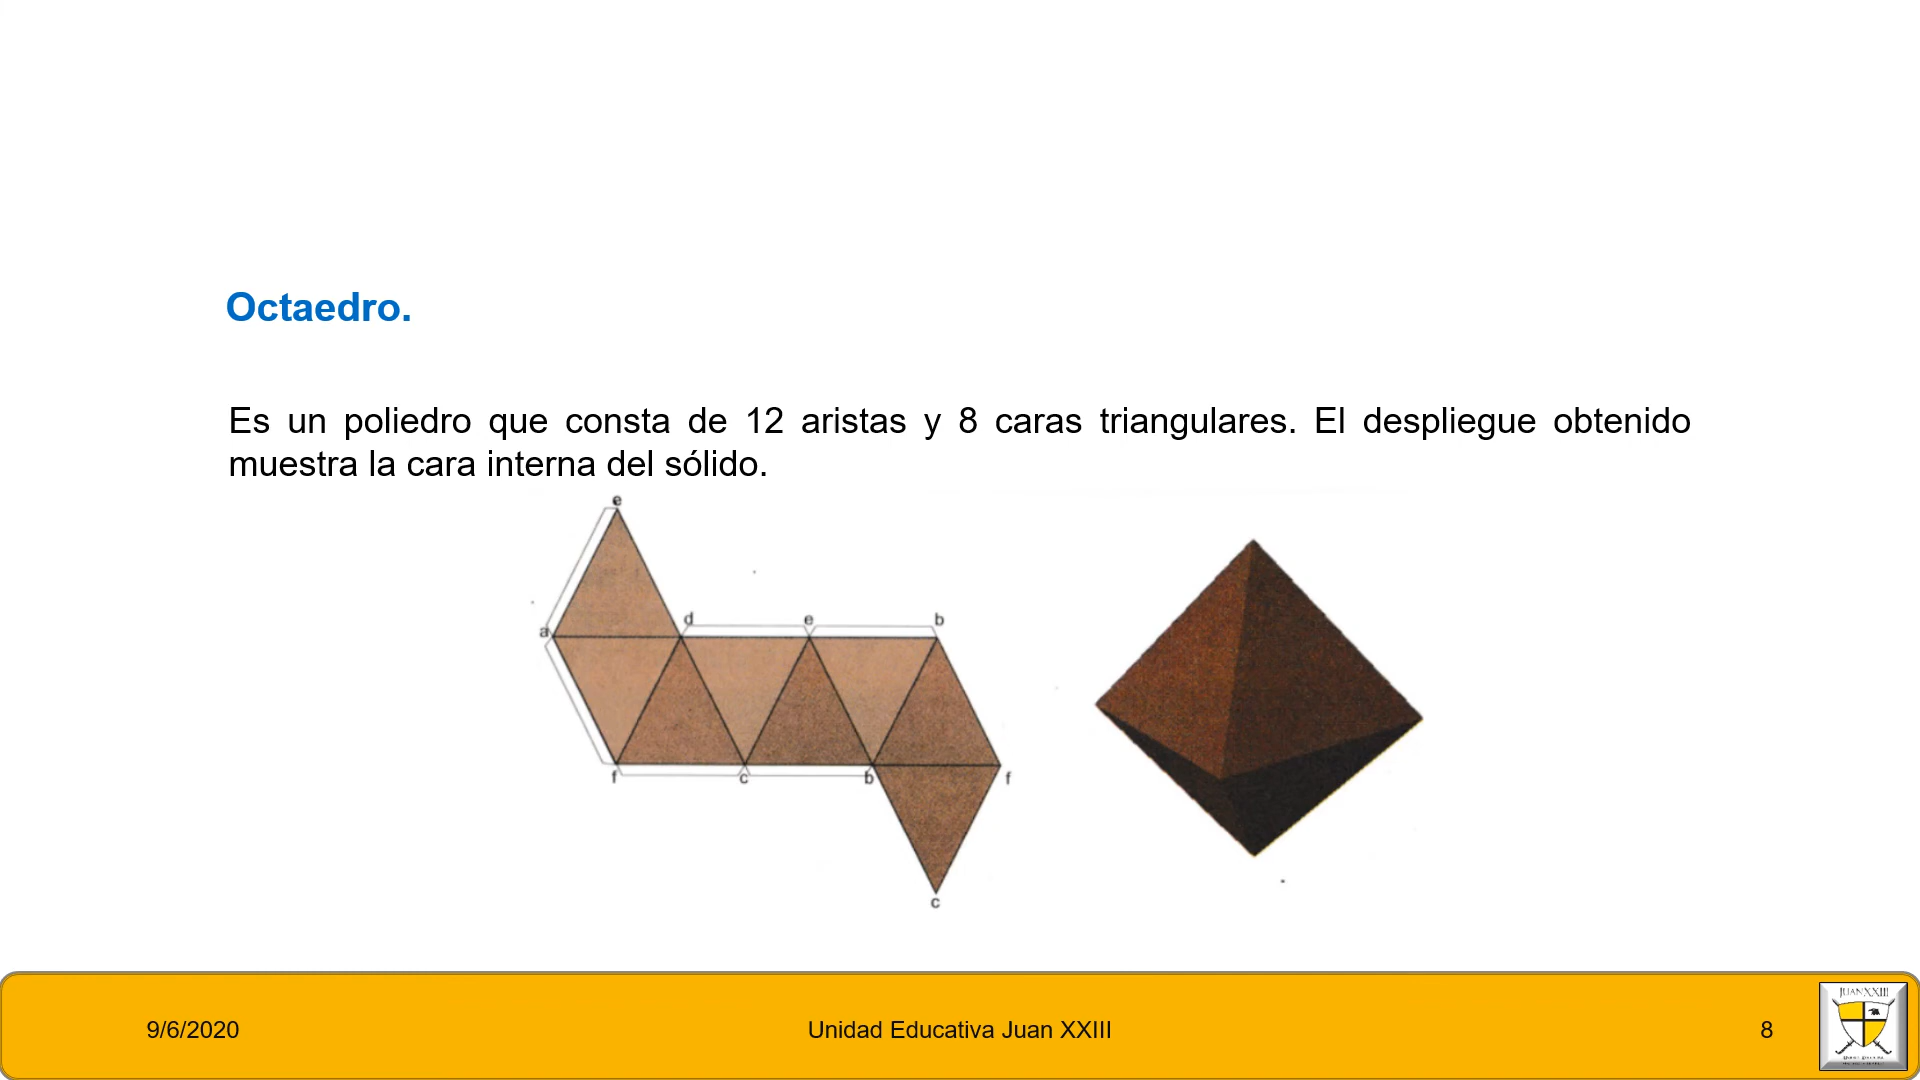 Octaedro.
Es un poliedro que consta de 12 aristas y 8 caras triangulares. El despliegue obtenido
muestra la cara interna del sólido.
e
a
d
e
b
f
c
b
f
c
9/6/2020
Unidad Educativa Juan XXIII
8
JUAN XXIII